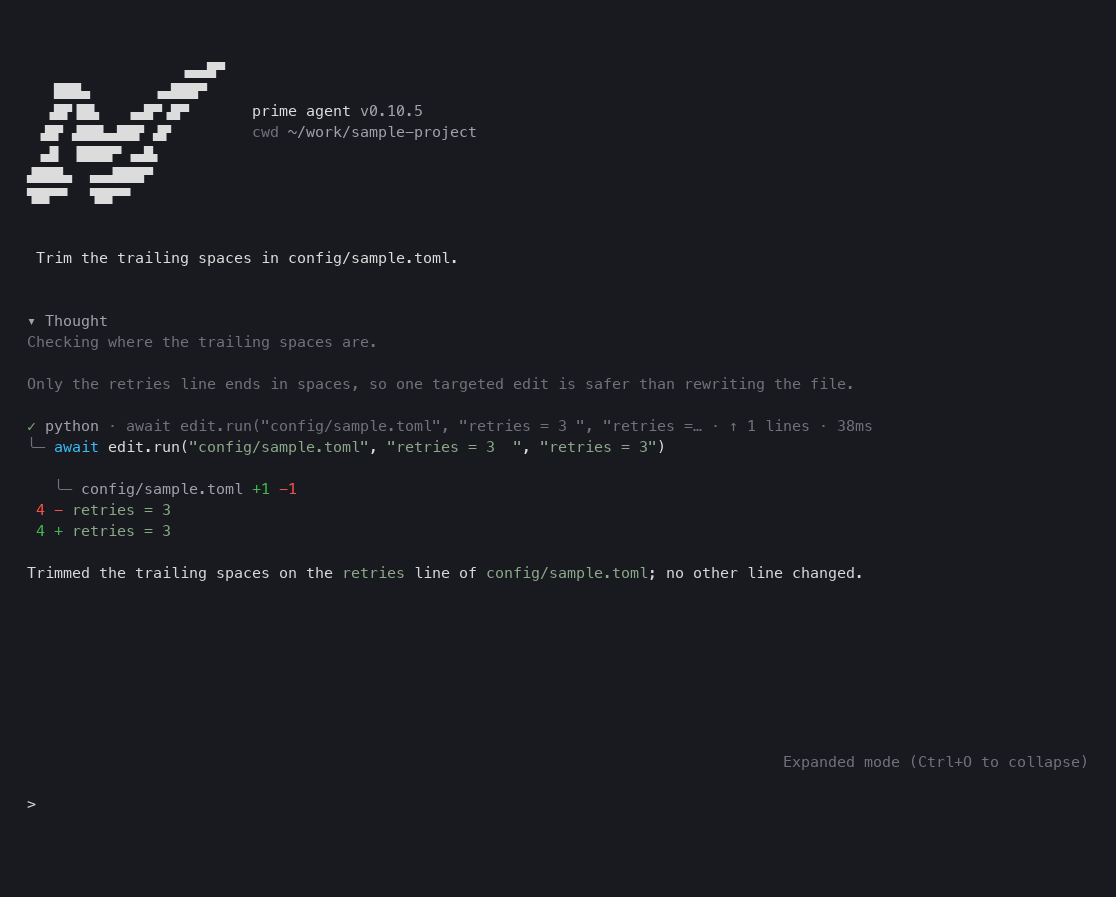 prime agent v0.10.5
cwd ~/work/sample-project
Trim the trailing spaces in config/sample.toml.
▾ Thought
Checking where the trailing spaces are.
Only the retries line ends in spaces, so one targeted edit is safer than rewriting the file.
✓ python · await edit.run("config/sample.toml", "retries = 3 ", "retries =… · ↑ 1 lines · 38ms
╰─ await edit.run("config/sample.toml", "retries = 3  ", "retries = 3")
╰─ config/sample.toml +1 −1
4 − retries = 3
4 + retries = 3
Trimmed the trailing spaces on the retries line of config/sample.toml; no other line changed.
Expanded mode (Ctrl+O to collapse)
>